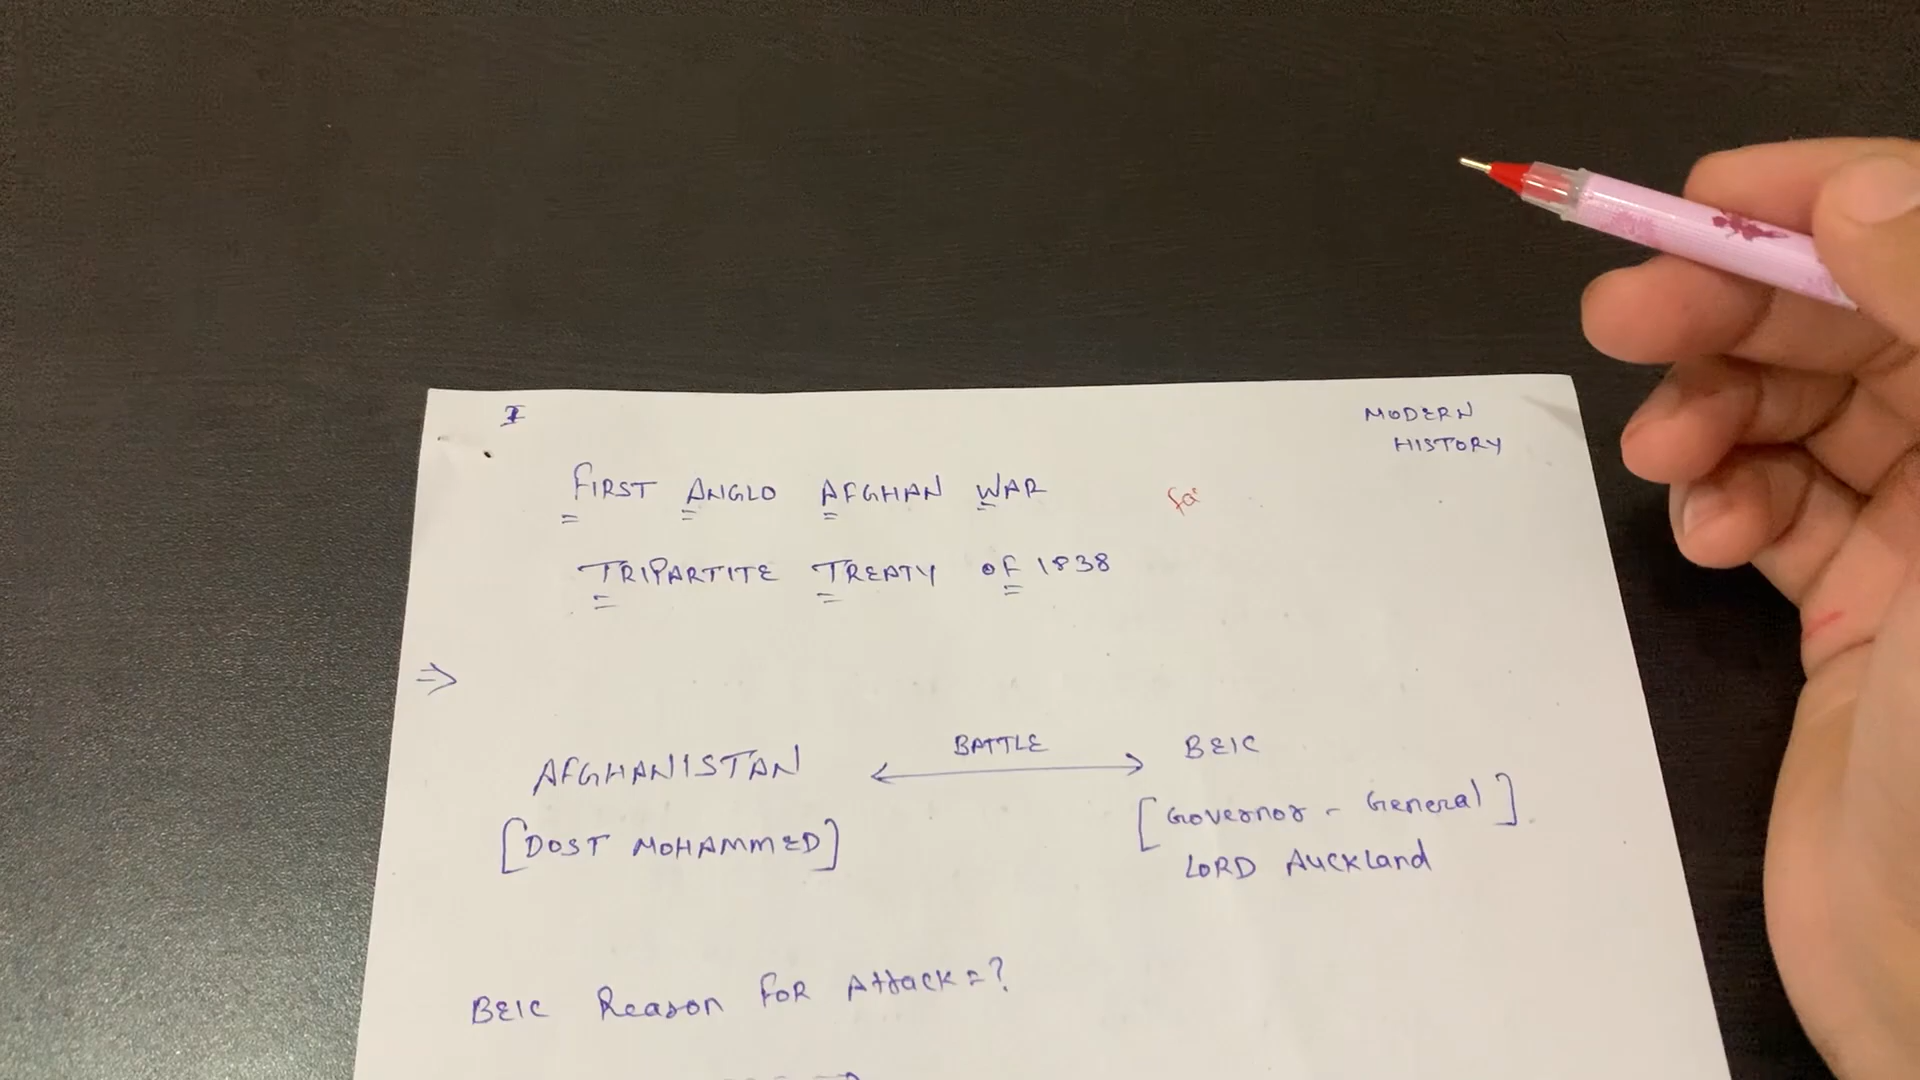 I
MODERN
HISTORY
FIRST ANGLO AFGHAN WAR
TRIPARTITE TREATY OF 1838
⇒
AFGHANISTAN
BATTLE
BEIC
[DOST MOHAMMED]
[Governor - General].
LORD AUCKLand
BEIC Reason FOR Attack=?